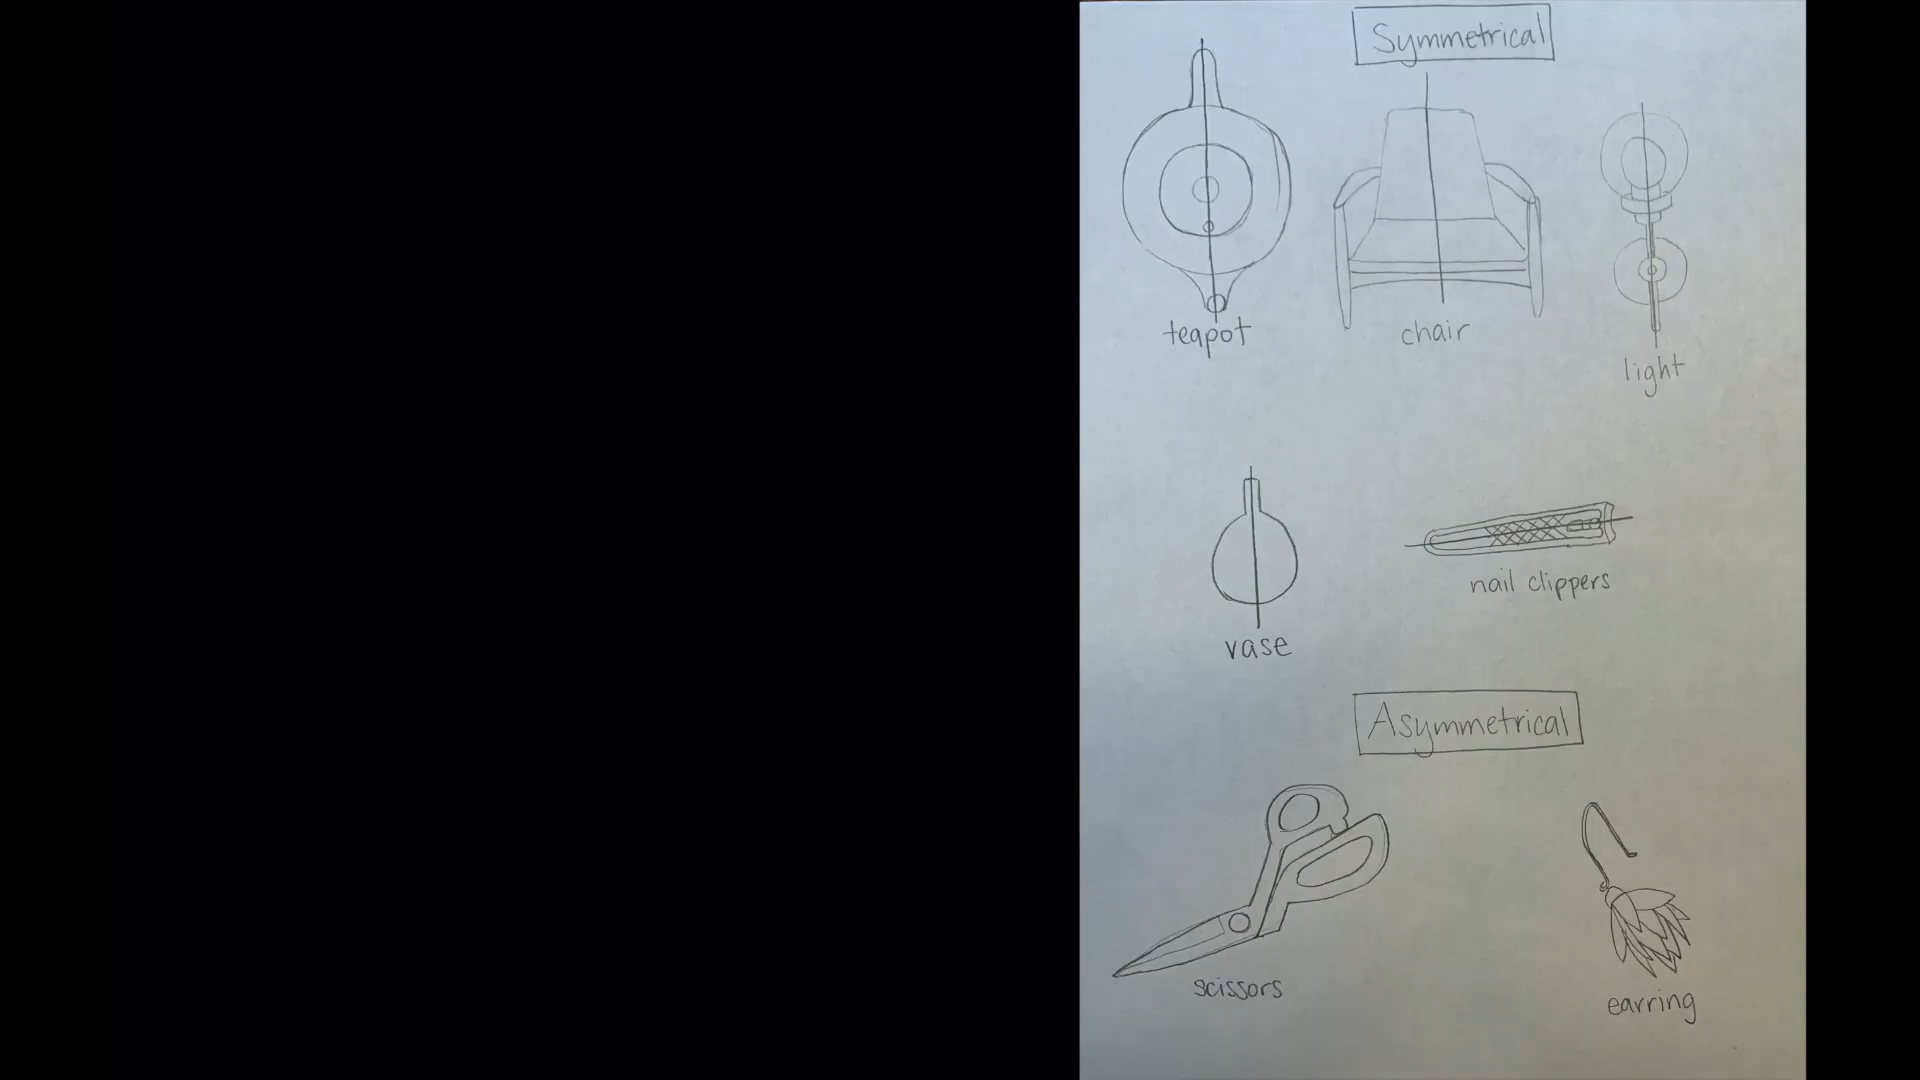 Symmetrical
teapot
chair
light
vase
nail clippers
Asymmetrical
scissors
earring